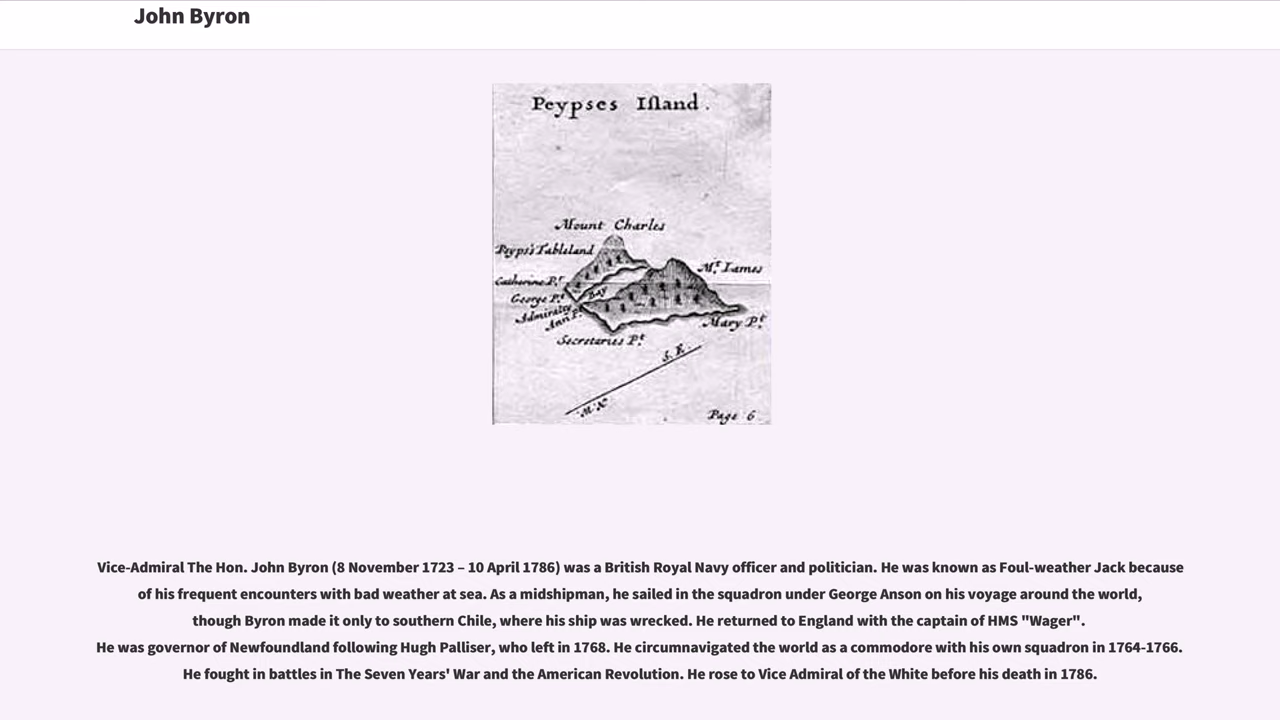 John Byron
Peypses Iſland.
Mount Charles
Peyps's Tableland
Mᵗ. Iames
Catherine Pᵗ.
George Pᵗ.
Bay
Admiralty
Ann Pᵗ.
Mary Pᵗ.
Secretaries Pᵗ.
S. E.
Page 6
Vice-Admiral The Hon. John Byron (8 November 1723 – 10 April 1786) was a British Royal Navy officer and politician. He was known as Foul-weather Jack because
of his frequent encounters with bad weather at sea. As a midshipman, he sailed in the squadron under George Anson on his voyage around the world,
though Byron made it only to southern Chile, where his ship was wrecked. He returned to England with the captain of HMS "Wager".
He was governor of Newfoundland following Hugh Palliser, who left in 1768. He circumnavigated the world as a commodore with his own squadron in 1764-1766.
He fought in battles in The Seven Years' War and the American Revolution. He rose to Vice Admiral of the White before his death in 1786.